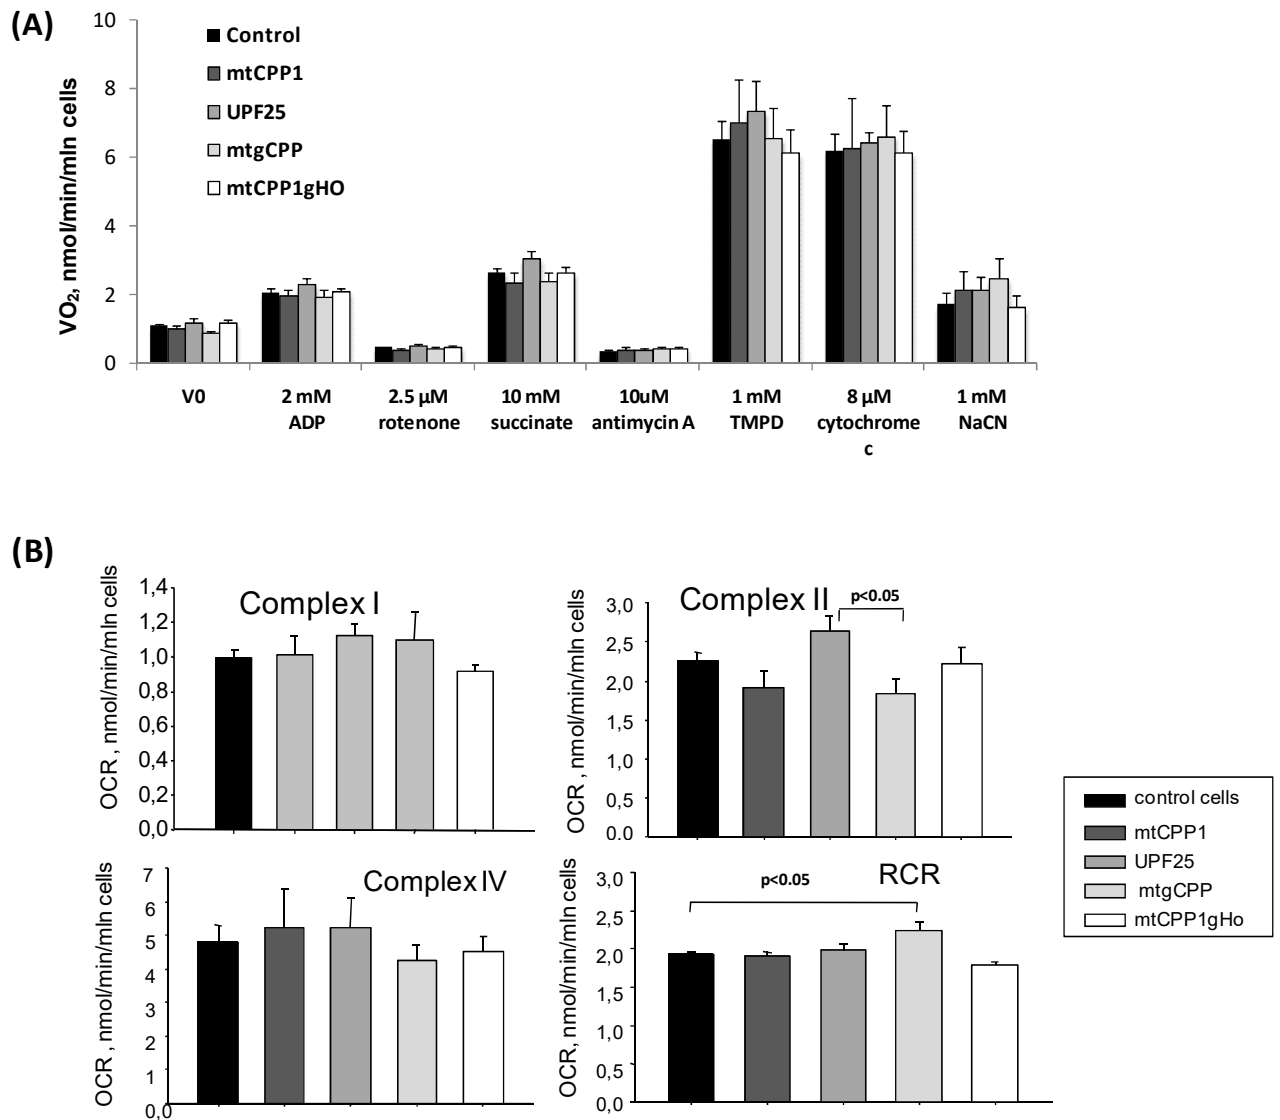 (A)
10
8
6
4
2
0
VO₂, nmol/min/mln cells
Control
mtCPP1
UPF25
mtgCPP
mtCPP1gHO
V0
2 mM
ADP
2.5 µM
rotenone
10 mM
succinate
10uM
antimycin A
1 mM
TMPD
8 µM
cytochrome
c
1 mM
NaCN
(B)
OCR , nmol/min/mln cells
1,4
1,2
1,0
0,8
0,6
0,4
0,2
0,0
Complex I
OCR , nmol/min/mln cells
3,0
2,5
2,0
1,5
1,0
0,5
0,0
Complex II
p<0.05
OCR , nmol/min/mln cells
7
6
5
4
3
2
1
0,0
Complex IV
OCR , nmol/min/mln cells
3,0
2,5
2,0
1,5
1,0
0,5
0,0
p<0.05
RCR
control cells
mtCPP1
UPF25
mtgCPP
mtCPP1gHo